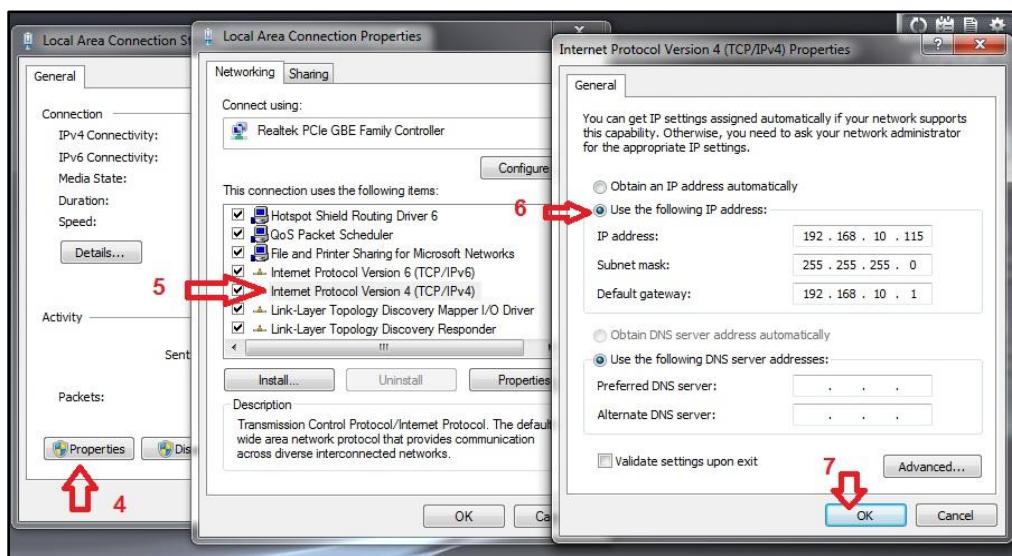 Local Area Connection St
General
Connection
IPv4 Connectivity:
IPv6 Connectivity:
Media State:
Duration:
Speed:
Details...
Activity
Sent
Packets:
Properties
Dis
4
Local Area Connection Properties
Networking
Sharing
Connect using:
Realtek PCIe GBE Family Controller
Configure
This connection uses the following items:
Hotspot Shield Routing Driver 6
QoS Packet Scheduler
File and Printer Sharing for Microsoft Networks
Internet Protocol Version 6 (TCP/IPv6)
5
Internet Protocol Version 4 (TCP/IPv4)
Link-Layer Topology Discovery Mapper I/O Driver
Link-Layer Topology Discovery Responder
Install...
Uninstall
Properties
Description
Transmission Control Protocol/Internet Protocol. The default
wide area network protocol that provides communication
across diverse interconnected networks.
OK
Ca
Internet Protocol Version 4 (TCP/IPv4) Properties
General
You can get IP settings assigned automatically if your network supports
this capability. Otherwise, you need to ask your network administrator
for the appropriate IP settings.
Obtain an IP address automatically
6
Use the following IP address:
IP address: 192 . 168 . 10 . 115
Subnet mask: 255 . 255 . 255 . 0
Default gateway: 192 . 168 . 10 . 1
Obtain DNS server address automatically
Use the following DNS server addresses:
Preferred DNS server: . . .
Alternate DNS server: . . .
Validate settings upon exit
7
Advanced...
OK
Cancel